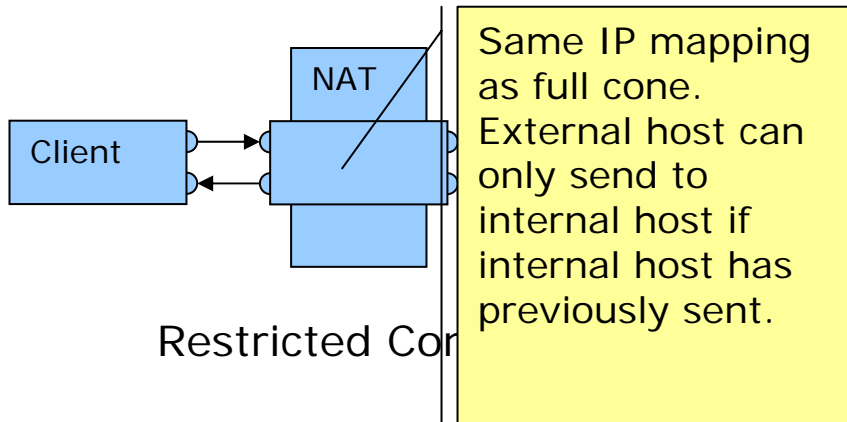 NAT
Client
Same IP mapping
as full cone.
External host can
only send to
internal host if
internal host has
previously sent.
Restricted